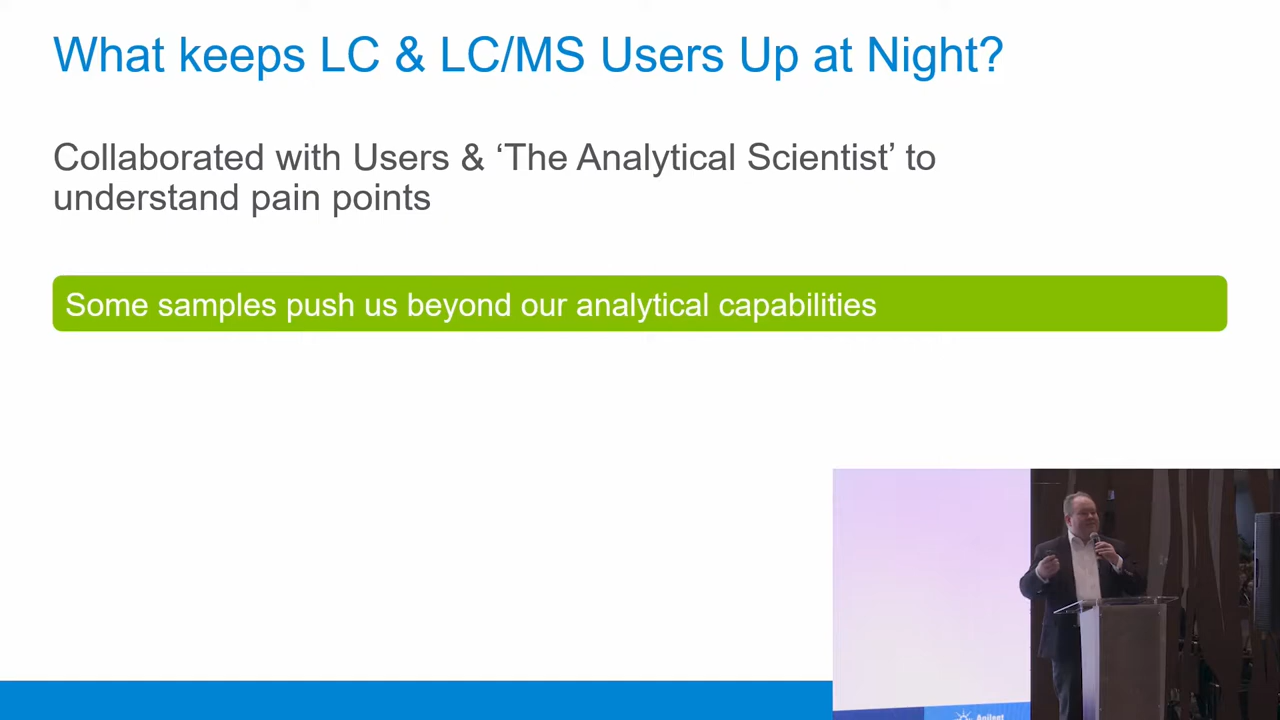 What keeps LC & LC/MS Users Up at Night?
Collaborated with Users & ‘The Analytical Scientist’ to
understand pain points
Some samples push us beyond our analytical capabilities
Agilent